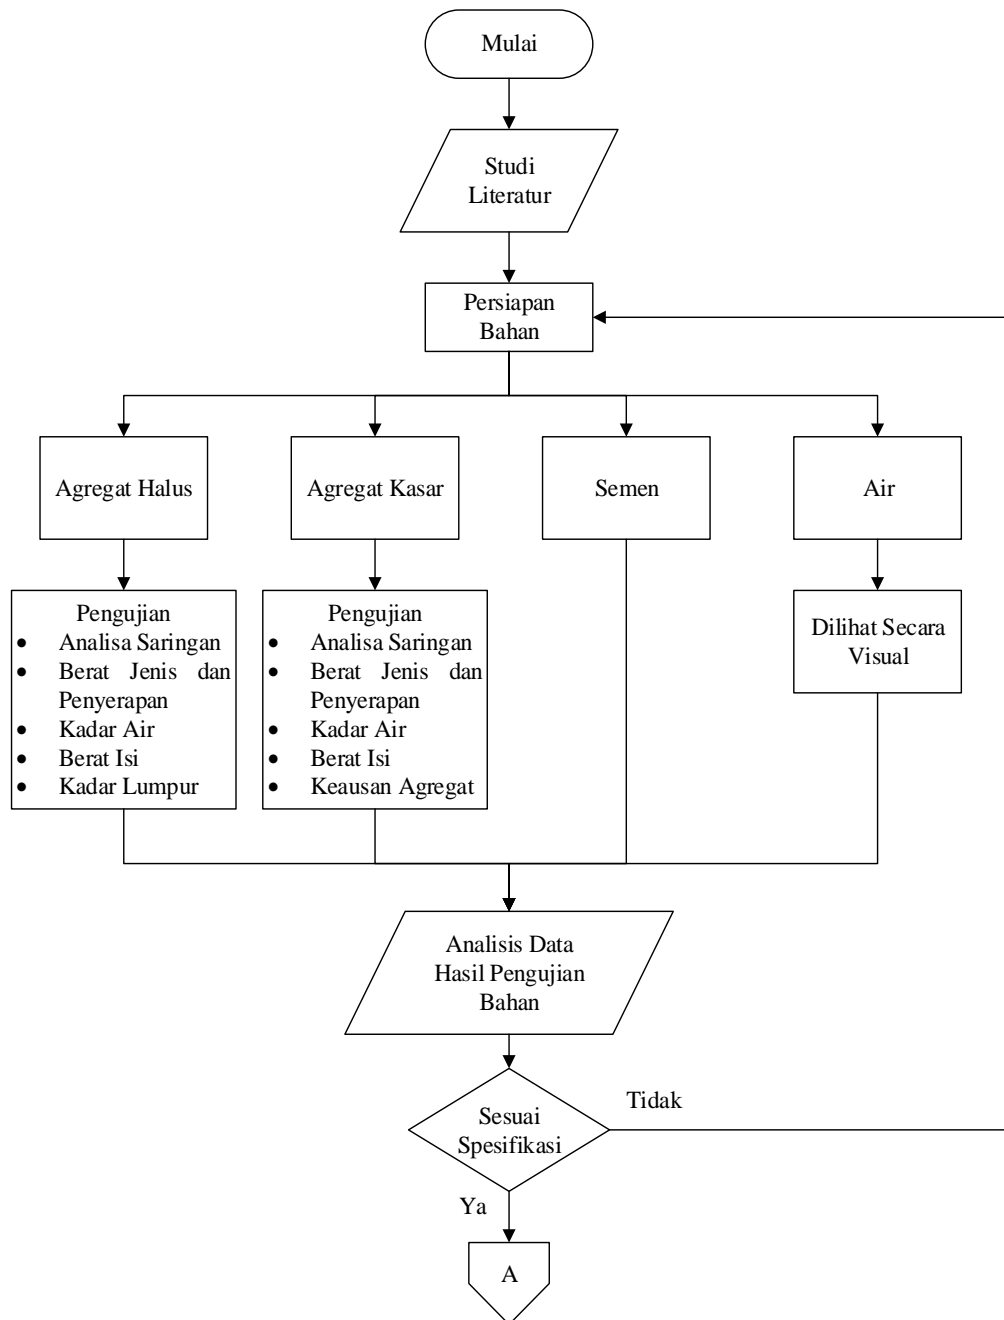 Mulai
Studi
Literatur
Persiapan
Bahan
Agregat Halus
Agregat Kasar
Semen
Air
Pengujian
• Analisa Saringan
• Berat Jenis dan
Penyerapan
• Kadar Air
• Berat Isi
• Kadar Lumpur
Pengujian
• Analisa Saringan
• Berat Jenis dan
Penyerapan
• Kadar Air
• Berat Isi
• Keausan Agregat
Dilihat Secara
Visual
Analisis Data
Hasil Pengujian
Bahan
Sesuai
Spesifikasi
Tidak
Ya
A